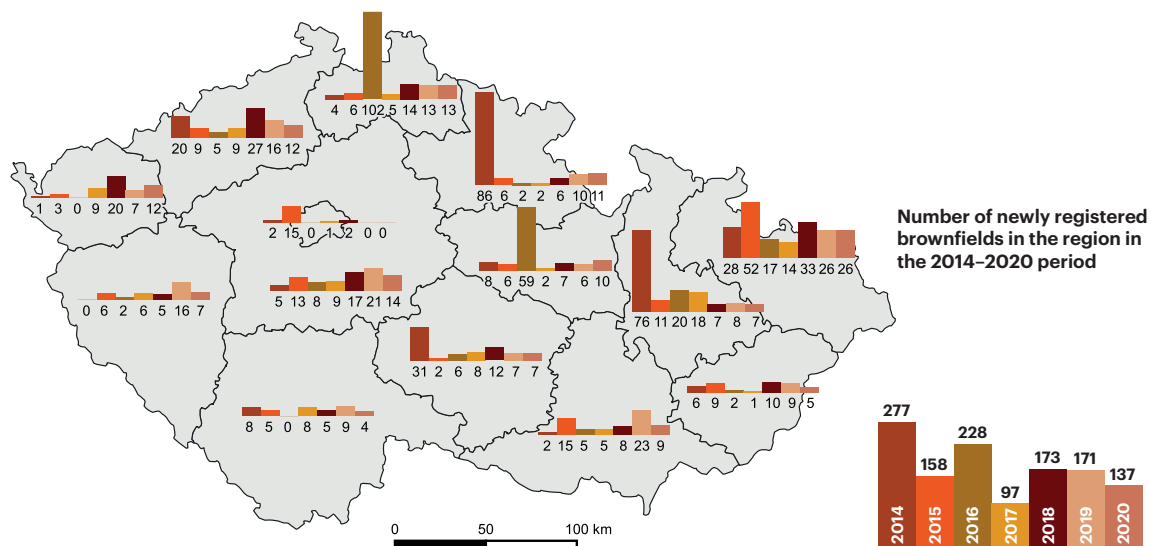 4 6 102 5 14 13 13
20 9 5 9 27 16 12
86 6 2 2 6 10 11
1 3 0 9 20 7 12
2 15 0 1 2 0 0
8 6 59 2 7 6 10
28 52 17 14 33 26 26
Number of newly registered
brownfields in the region in
the 2014–2020 period
5 13 8 9 17 21 14
0 6 2 6 5 16 7
76 11 20 18 7 8 7
31 2 6 8 12 7 7
6 9 2 1 10 9 5
8 5 0 8 5 9 4
2 15 5 5 8 23 9
277 158 228 97 173 171 137
2014 2015 2016 2017 2018 2019 2020
0 50 100 km